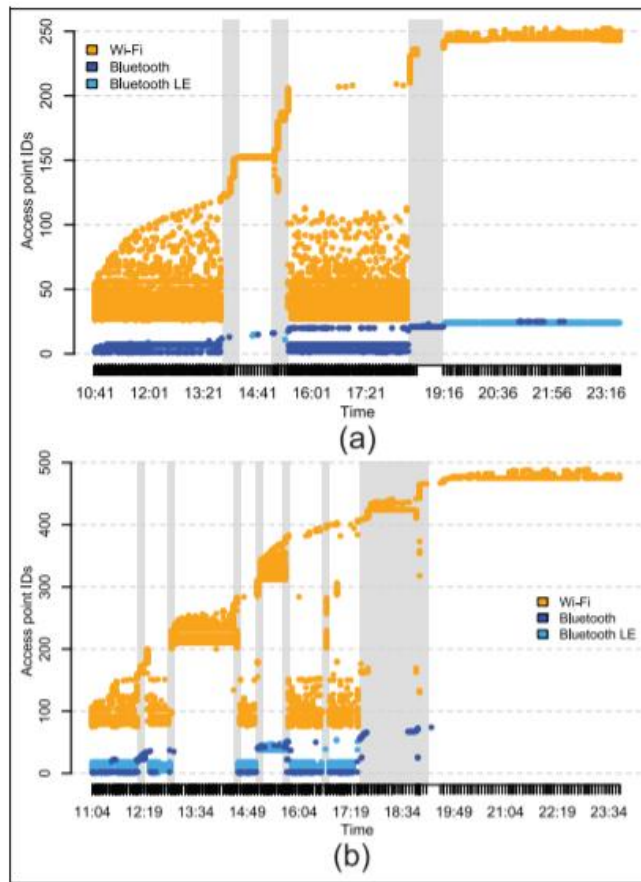 250
200
150
100
50
0
Access point IDs
Wi-Fi
Bluetooth
Bluetooth LE
10:41 12:01 13:21 14:41 16:01 17:21 19:16 20:36 21:56 23:16
Time
(a)
500
400
300
200
100
0
Access point IDs
Wi-Fi
Bluetooth
Bluetooth LE
11:04 12:19 13:34 14:49 16:04 17:19 18:34 19:49 21:04 22:19 23:34
Time
(b)